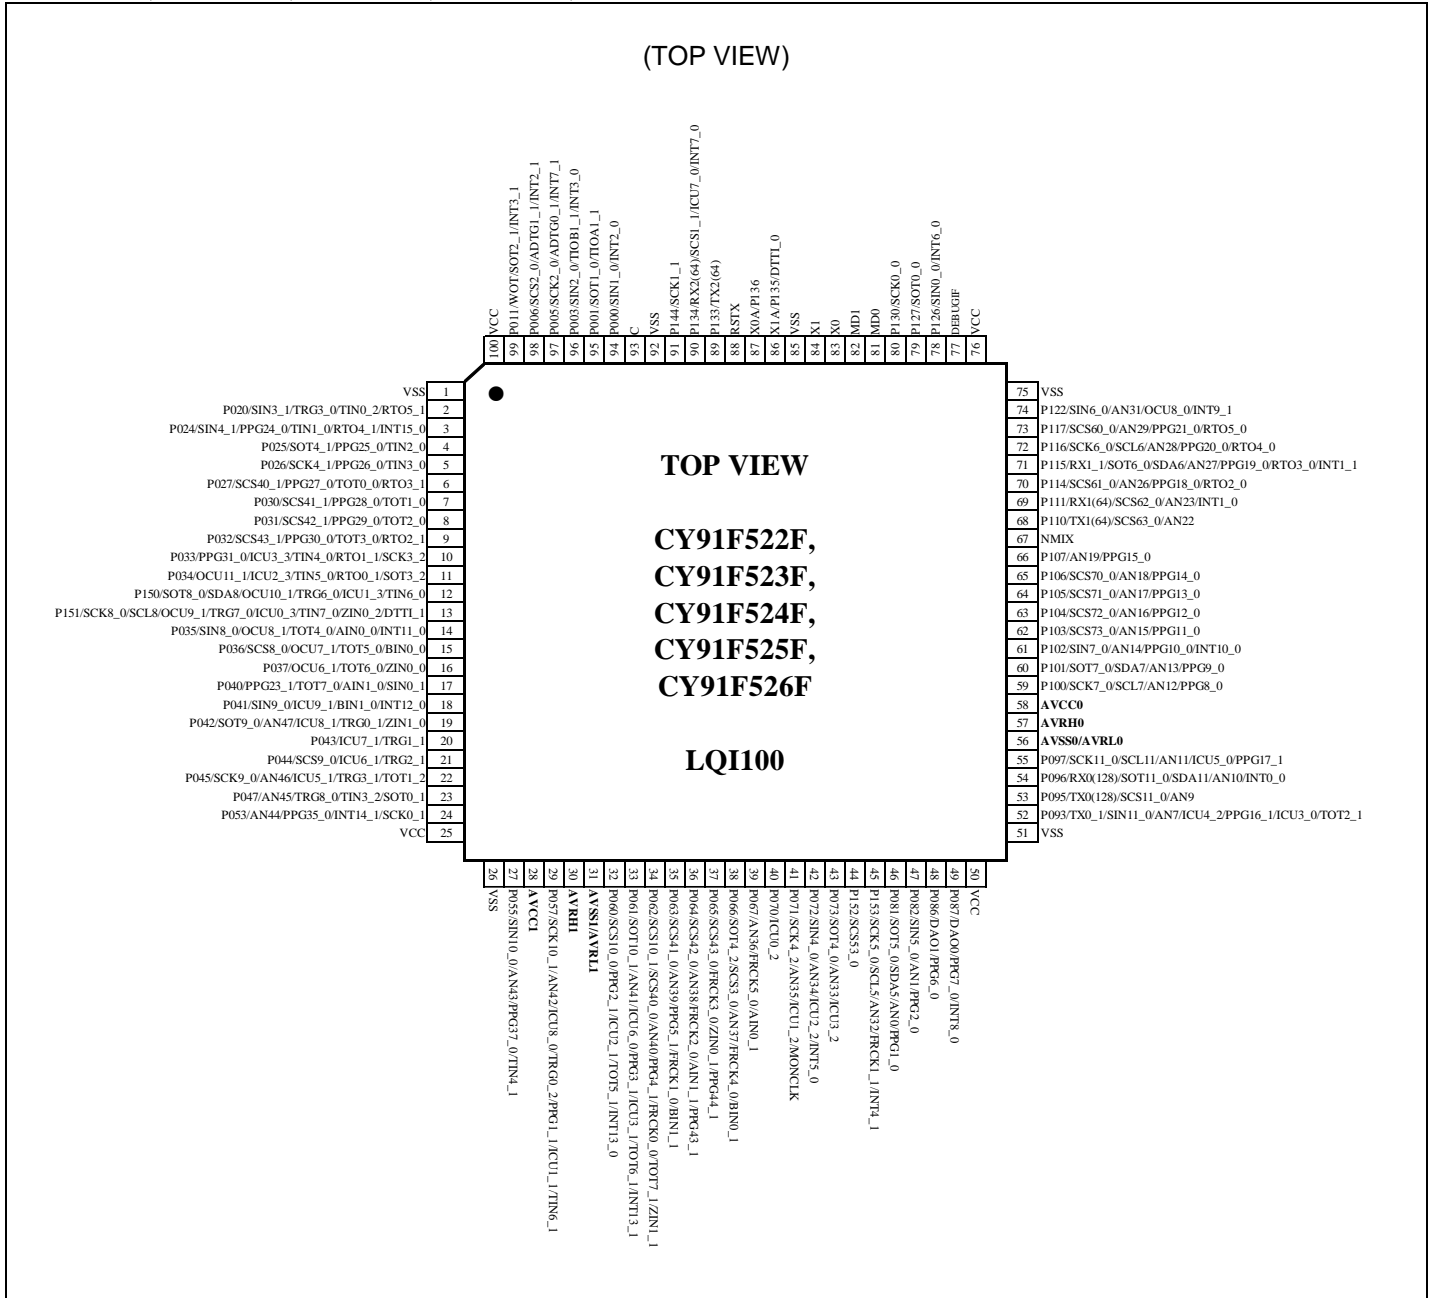 (TOP VIEW)
100 VCC
99 P011/WOT/SOT2_1/INT3_1
98 P006/SCS2_0/ADTG1_1/INT2_1
97 P005/SCK2_0/ADTG0_1/INT7_1
96 P003/SIN2_0/TIOB1_1/INT3_0
95 P001/SOT1_0/TIOA1_1
94 P000/SIN1_0/INT2_0
93 C
92 VSS
91 P144/SCK1_1
90 P134/RX2(64)/SCS1_1/ICU7_0/INT7_0
89 P133/TX2(64)
88 RSTX
87 X0A/P136
86 X1A/P135/DTTI_0
85 VSS
84 X1
83 X0
82 MD1
81 MD0
80 P130/SCK0_0
79 P127/SOT0_0
78 P126/SIN0_0/INT6_0
77 DEBUGIF
76 VCC
VSS 1
P020/SIN3_1/TRG3_0/TIN0_2/RTO5_1 2
P024/SIN4_1/PPG24_0/TIN1_0/RTO4_1/INT15_0 3
P025/SOT4_1/PPG25_0/TIN2_0 4
P026/SCK4_1/PPG26_0/TIN3_0 5
P027/SCS40_1/PPG27_0/TOT0_0/RTO3_1 6
P030/SCS41_1/PPG28_0/TOT1_0 7
P031/SCS42_1/PPG29_0/TOT2_0 8
P032/SCS43_1/PPG30_0/TOT3_0/RTO2_1 9
P033/PPG31_0/ICU3_3/TIN4_0/RTO1_1/SCK3_2 10
P034/OCU11_1/ICU2_3/TIN5_0/RTO0_1/SOT3_2 11
P150/SOT8_0/SDA8/OCU10_1/TRG6_0/ICU1_3/TIN6_0 12
P151/SCK8_0/SCL8/OCU9_1/TRG7_0/ICU0_3/TIN7_0/ZIN0_2/DTTI_1 13
P035/SIN8_0/OCU8_1/TOT4_0/AIN0_0/INT11_0 14
P036/SCS8_0/OCU7_1/TOT5_0/BIN0_0 15
P037/OCU6_1/TOT6_0/ZIN0_0 16
P040/PPG23_1/TOT7_0/AIN1_0/SIN0_1 17
P041/SIN9_0/ICU9_1/BIN1_0/INT12_0 18
P042/SOT9_0/AN47/ICU8_1/TRG0_1/ZIN1_0 19
P043/ICU7_1/TRG1_1 20
P044/SCS9_0/ICU6_1/TRG2_1 21
P045/SCK9_0/AN46/ICU5_1/TRG3_1/TOT1_2 22
P047/AN45/TRG8_0/TIN3_2/SOT0_1 23
P053/AN44/PPG35_0/INT14_1/SCK0_1 24
VCC 25
TOP VIEW
CY91F522F,
CY91F523F,
CY91F524F,
CY91F525F,
CY91F526F
LQI100
75 VSS
74 P122/SIN6_0/AN31/OCU8_0/INT9_1
73 P117/SCS60_0/AN29/PPG21_0/RTO5_0
72 P116/SCK6_0/SCL6/AN28/PPG20_0/RTO4_0
71 P115/RX1_1/SOT6_0/SDA6/AN27/PPG19_0/RTO3_0/INT1_1
70 P114/SCS61_0/AN26/PPG18_0/RTO2_0
69 P111/RX1(64)/SCS62_0/AN23/INT1_0
68 P110/TX1(64)/SCS63_0/AN22
67 NMIX
66 P107/AN19/PPG15_0
65 P106/SCS70_0/AN18/PPG14_0
64 P105/SCS71_0/AN17/PPG13_0
63 P104/SCS72_0/AN16/PPG12_0
62 P103/SCS73_0/AN15/PPG11_0
61 P102/SIN7_0/AN14/PPG10_0/INT10_0
60 P101/SOT7_0/SDA7/AN13/PPG9_0
59 P100/SCK7_0/SCL7/AN12/PPG8_0
58 AVCC0
57 AVRH0
56 AVSS0/AVRL0
55 P097/SCK11_0/SCL11/AN11/ICU5_0/PPG17_1
54 P096/RX0(128)/SOT11_0/SDA11/AN10/INT0_0
53 P095/TX0(128)/SCS11_0/AN9
52 P093/TX0_1/SIN11_0/AN7/ICU4_2/PPG16_1/ICU3_0/TOT2_1
51 VSS
26 VSS
27 P055/SIN10_0/AN43/PPG37_0/TIN4_1
28 AVCC1
29 P057/SCK10_1/AN42/ICU8_0/TRG0_2/PPG1_1/ICU1_1/TIN6_1
30 AVRH1
31 AVSS1/AVRL1
32 P060/SCS10_0/PPG2_1/ICU2_1/TOT5_1/INT13_0
33 P061/SOT10_1/AN41/ICU6_0/PPG3_1/ICU3_1/TOT6_1/INT13_1
34 P062/SCS10_1/SCS40_0/AN40/PPG4_1/FRCK0_0/TOT7_1/ZIN1_1
35 P063/SCS41_0/AN39/PPG5_1/FRCK1_0/BIN1_1
36 P064/SCS42_0/AN38/FRCK2_0/AIN1_1/PPG43_1
37 P065/SCS43_0/FRCK3_0/ZIN0_1/PPG44_1
38 P066/SOT4_2/SCS3_0/AN37/FRCK4_0/BIN0_1
39 P067/AN36/FRCK5_0/AIN0_1
40 P070/ICU0_2
41 P071/SCK4_2/AN35/ICU1_2/MONCLK
42 P072/SIN4_0/AN34/ICU2_2/INT5_0
43 P073/SOT4_0/AN33/ICU3_2
44 P152/SCS53_0
45 P153/SCK5_0/SCL5/AN32/FRCK1_1/INT4_1
46 P081/SOT5_0/SDA5/AN0/PPG1_0
47 P082/SIN5_0/AN1/PPG2_0
48 P086/DAO1/PPG6_0
49 P087/DAO0/PPG7_0/INT8_0
50 VCC